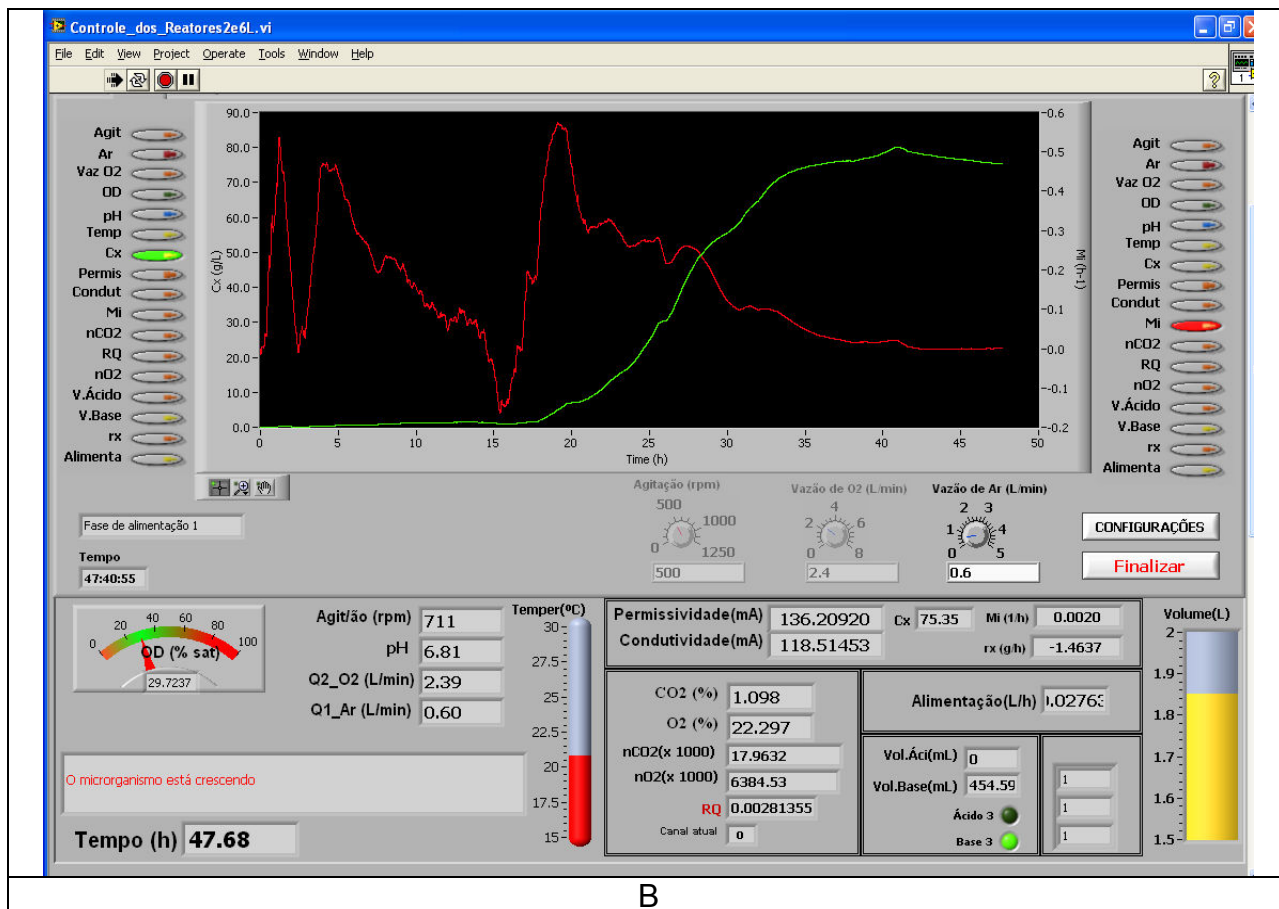 Controle_dos_Reatores2e6L.vi
File Edit View Project Operate Tools Window Help
Agit
Ar
Vaz O2
OD
pH
Temp
Cx
Permis
Condut
Mi
nCO2
RQ
nO2
V.Ácido
V.Base
rx
Alimenta
Cx (g/L)
90.0
80.0
70.0
60.0
50.0
40.0
30.0
20.0
10.0
0.0
0 5 10 15 20 25 30 35 40 45 50
Time (h)
0.6
0.5
0.4
0.3
0.2
0.1
0.0
-0.1
-0.2
Mi (h-1)
Agit
Ar
Vaz O2
OD
pH
Temp
Cx
Permis
Condut
Mi
nCO2
RQ
nO2
V.Ácido
V.Base
rx
Alimenta
Fase de alimentação 1
Tempo
47:40:55
Agitação (rpm)
500
1000
0 1250
500
Vazão de O2 (L/min)
4
2 6
0 8
2.4
Vazão de Ar (L/min)
2 3
1 4
0 5
0.6
CONFIGURAÇÕES
Finalizar
0 20 40 60 80 100
OD (% sat)
29.7237
Agit/ão (rpm) 711
pH 6.81
Q2_O2 (L/min) 2.39
Q1_Ar (L/min) 0.60
O microrganismo está crescendo
Tempo (h) 47.68
Temper(ºC)
30
27.5
25
22.5
20
17.5
15
Permissividade(mA) 136.20920 Cx 75.35 Mi (1/h) 0.0020
Condutividade(mA) 118.51453 rx (g/h) -1.4637
CO2 (%) 1.098
O2 (%) 22.297
nCO2(x 1000) 17.9632
nO2(x 1000) 6384.53
RQ 0.00281355
Canal atual 0
Alimentação(L/h)
Vol.Áci(mL) 0
Vol.Base(mL) 454.59
Ácido 3
Base 3
1
1
1
Volume(L)
2
1.9
1.8
1.7
1.6
1.5
B